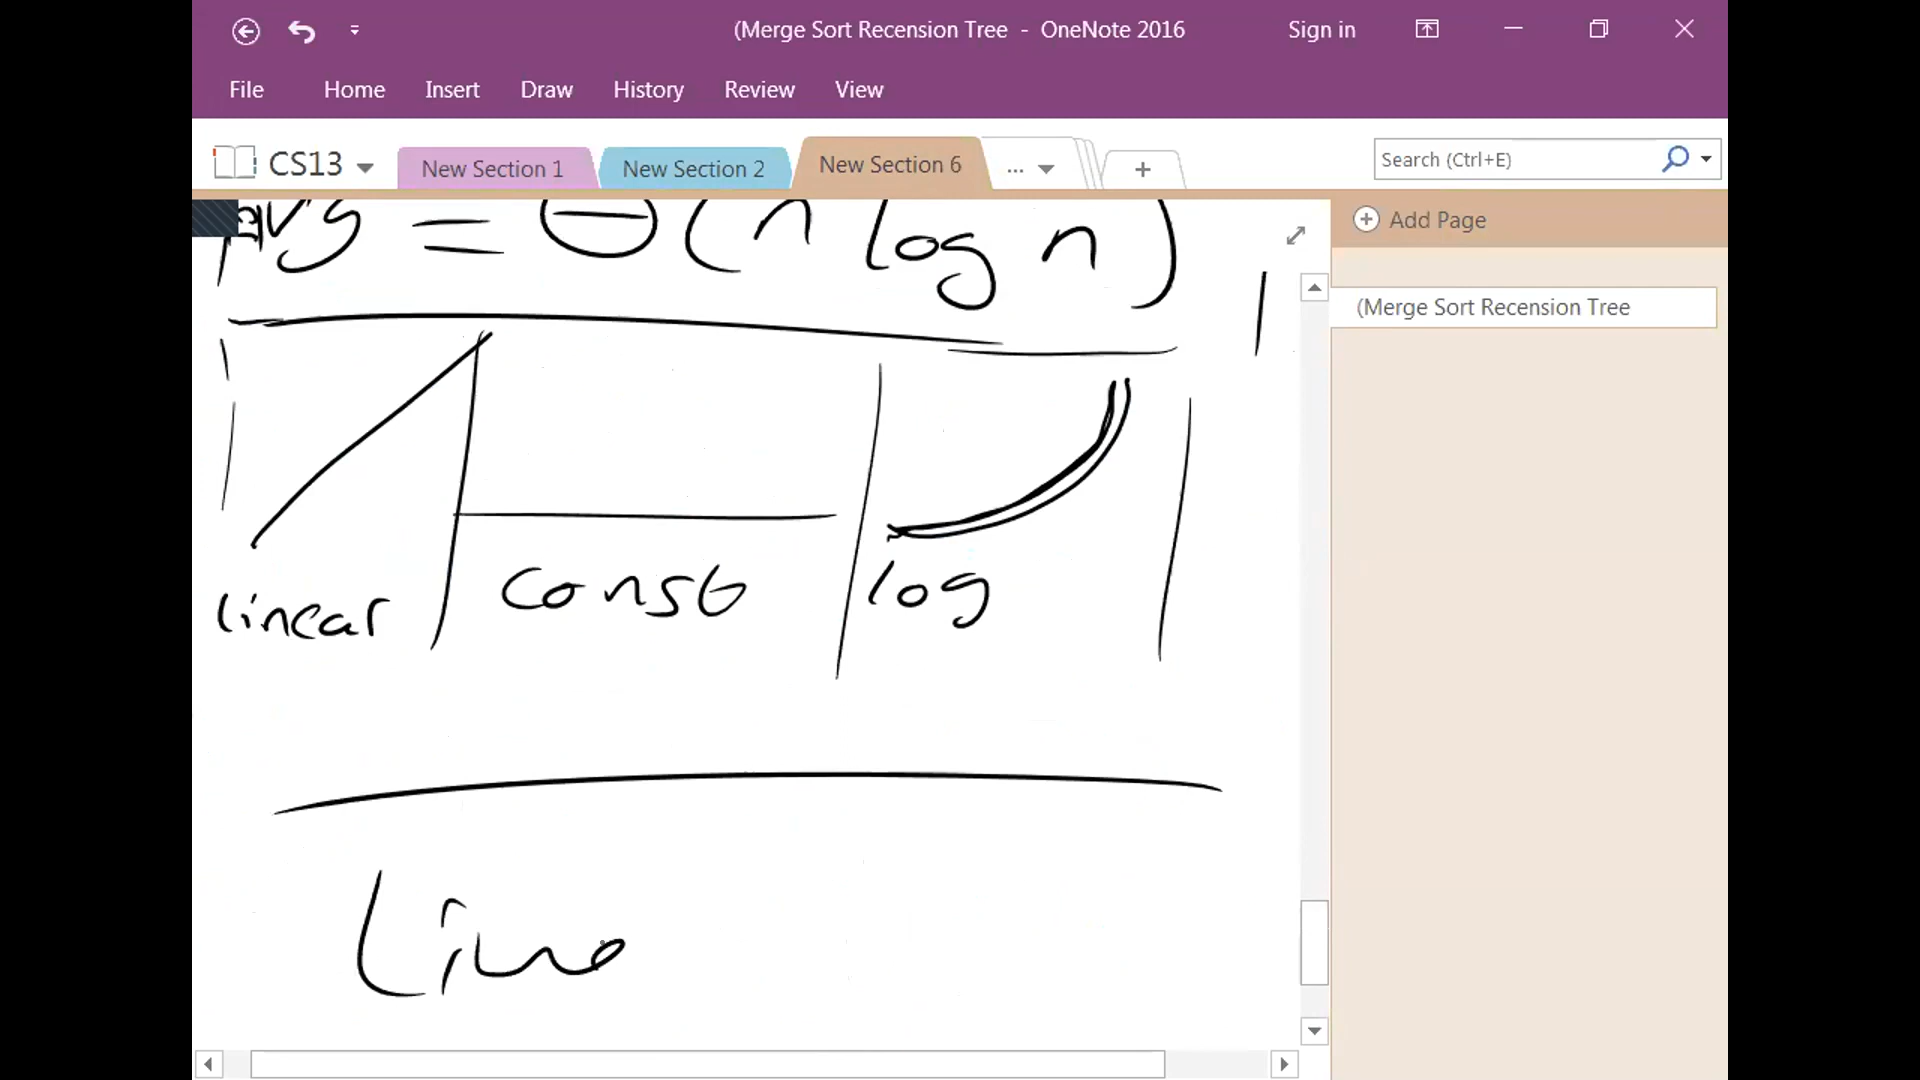 (Merge Sort Recension Tree - OneNote 2016
Sign in
File Home Insert Draw History Review View
CS13
New Section 1
New Section 2
New Section 6
...
+
Search (Ctrl+E)
Add Page
(Merge Sort Recension Tree
avg = Θ(n log n)
linear
const
log
Line